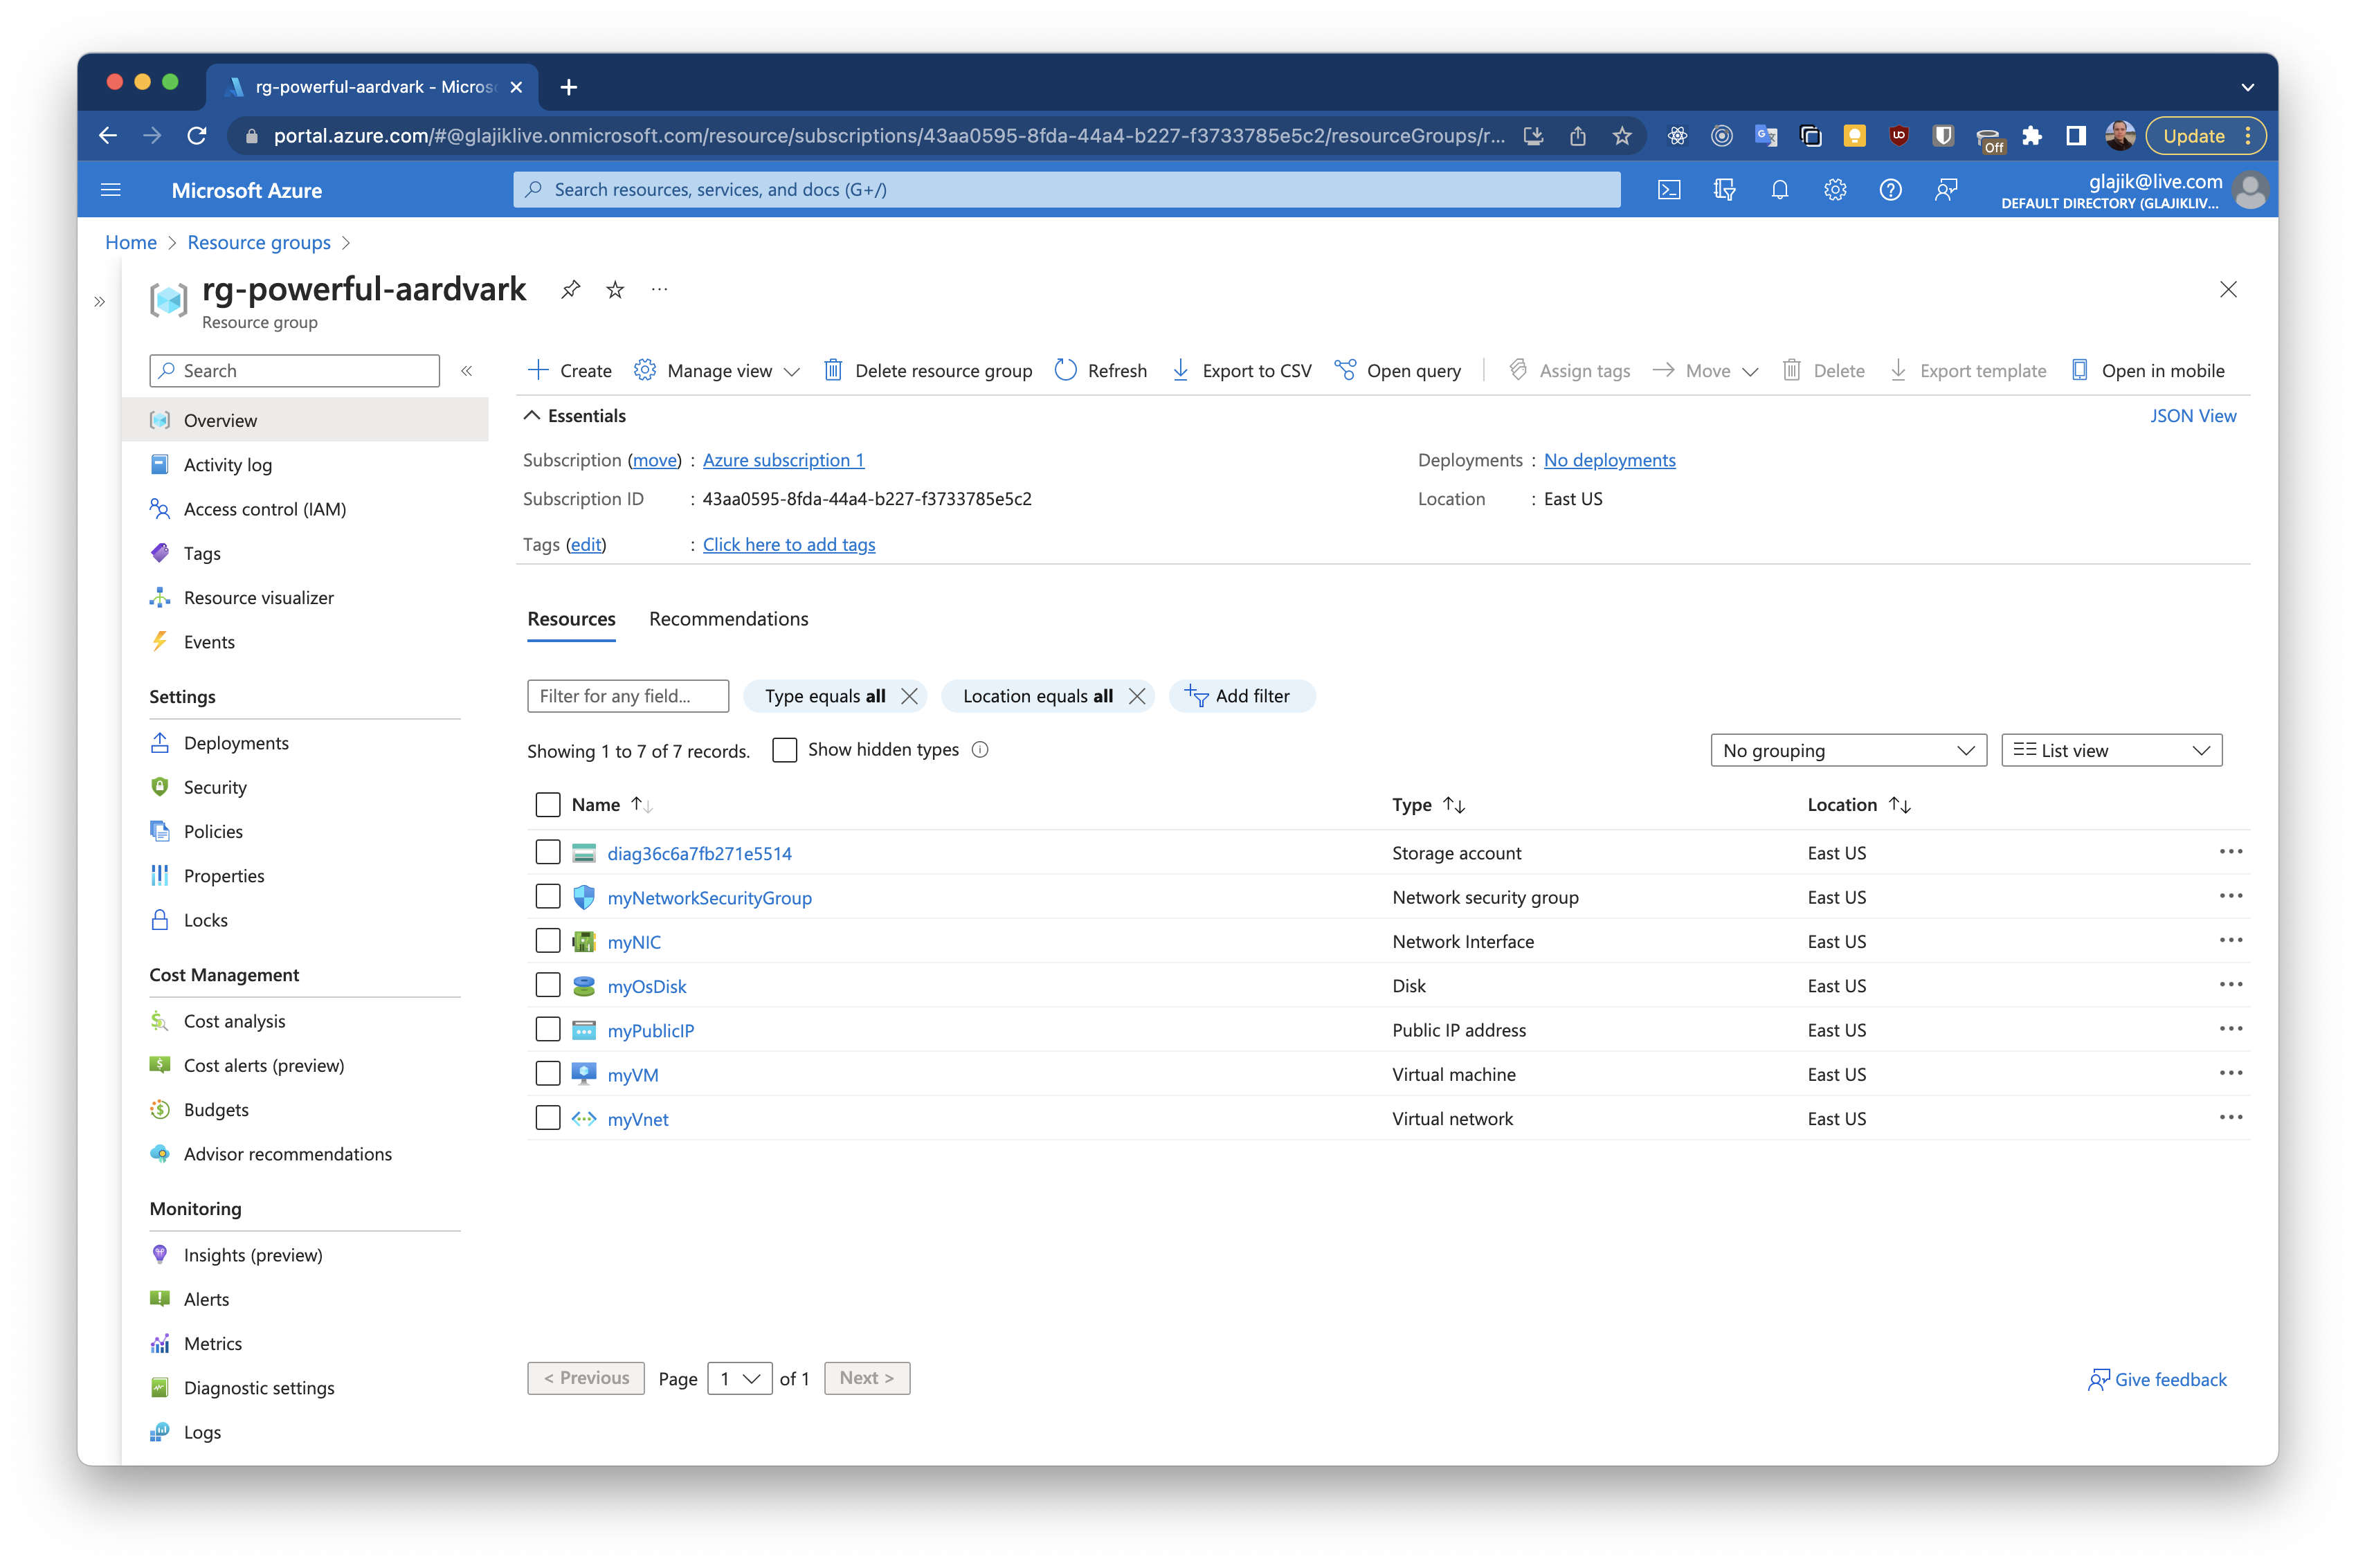 rg-powerful-aardvark - Micros
portal.azure.com/#@glajiklive.onmicrosoft.com/resource/subscriptions/43aa0595-8fda-44a4-b227-f3733785e5c2/resourceGroups/r...
Off
Update
Microsoft Azure
Search resources, services, and docs (G+/)
glajik@live.com
DEFAULT DIRECTORY (GLAJIKLIV...
Home > Resource groups >
rg-powerful-aardvark
Resource group
Search
Create
Manage view
Delete resource group
Refresh
Export to CSV
Open query
Assign tags
Move
Delete
Export template
Open in mobile
Overview
Activity log
Access control (IAM)
Tags
Resource visualizer
Events
Settings
Deployments
Security
Policies
Properties
Locks
Cost Management
Cost analysis
Cost alerts (preview)
Budgets
Advisor recommendations
Monitoring
Insights (preview)
Alerts
Metrics
Diagnostic settings
Logs
Essentials
JSON View
Subscription (move) : Azure subscription 1
Deployments : No deployments
Subscription ID : 43aa0595-8fda-44a4-b227-f3733785e5c2
Location : East US
Tags (edit) : Click here to add tags
Resources
Recommendations
Filter for any field...
Type equals all
Location equals all
Add filter
Showing 1 to 7 of 7 records.
Show hidden types
No grouping
List view
Name Type Location
diag36c6a7fb271e5514 Storage account East US
myNetworkSecurityGroup Network security group East US
myNIC Network Interface East US
myOsDisk Disk East US
myPublicIP Public IP address East US
myVM Virtual machine East US
myVnet Virtual network East US
< Previous
Page 1 of 1
Next >
Give feedback